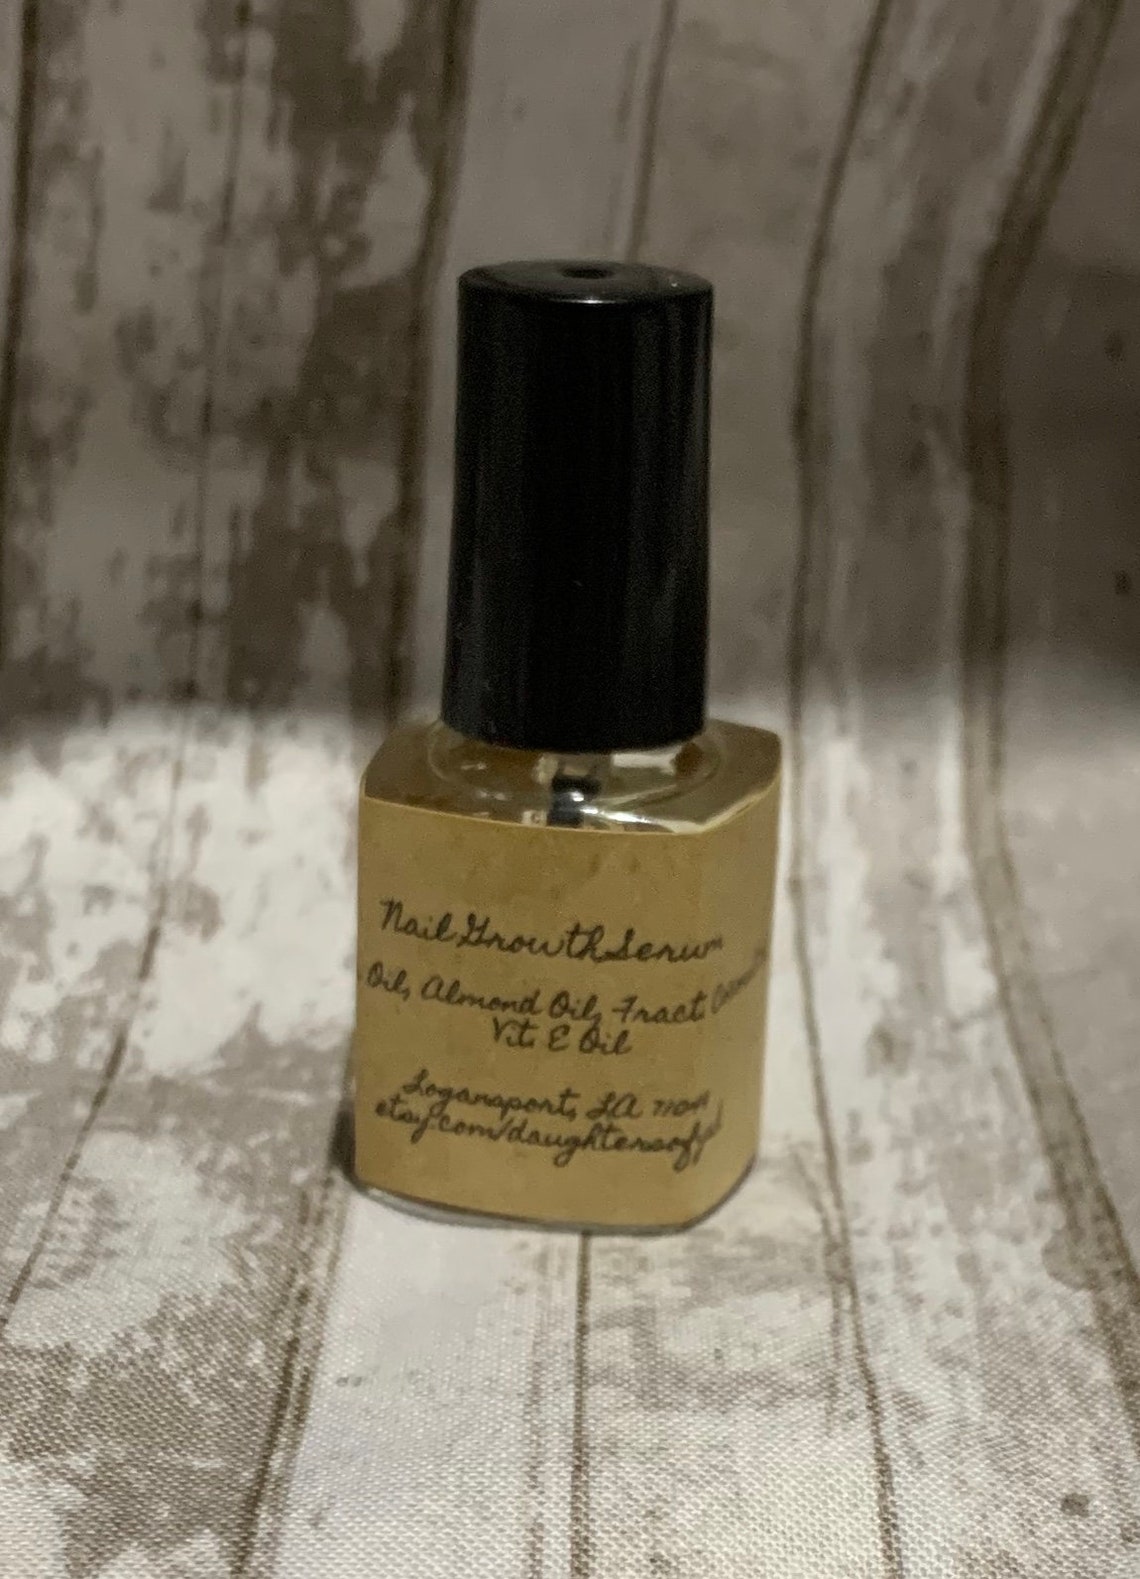 Nail Growth Serum
Oil, Almond Oil, Fract.
Vit. E Oil
Logansport, LA